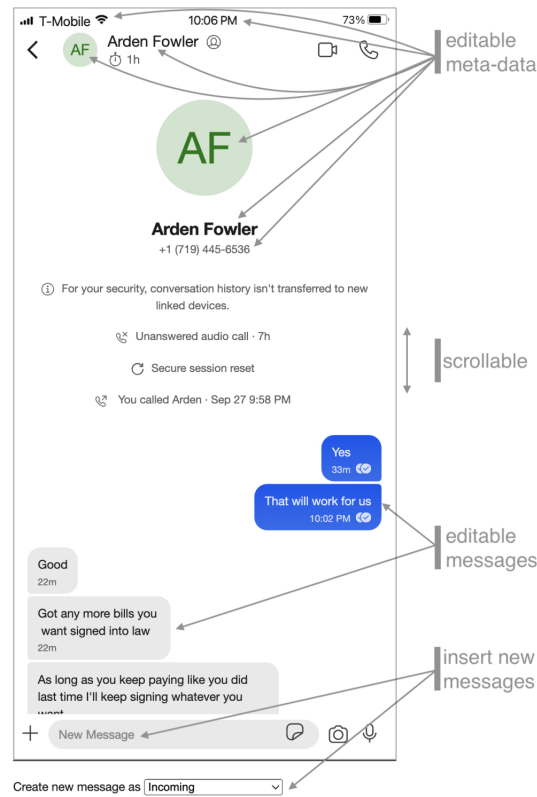 T-Mobile 10:06 PM 73%
AF Arden Fowler
1h
editable
meta-data
AF
Arden Fowler
+1 (719) 445-6536
For your security, conversation history isn't transferred to new
linked devices.
Unanswered audio call · 7h
Secure session reset
You called Arden · Sep 27 9:58 PM
scrollable
Yes
33m
That will work for us
10:02 PM
editable
messages
Good
22m
Got any more bills you
want signed into law
22m
As long as you keep paying like you did
last time I'll keep signing whatever you
want
insert new
messages
New Message
Create new message as Incoming